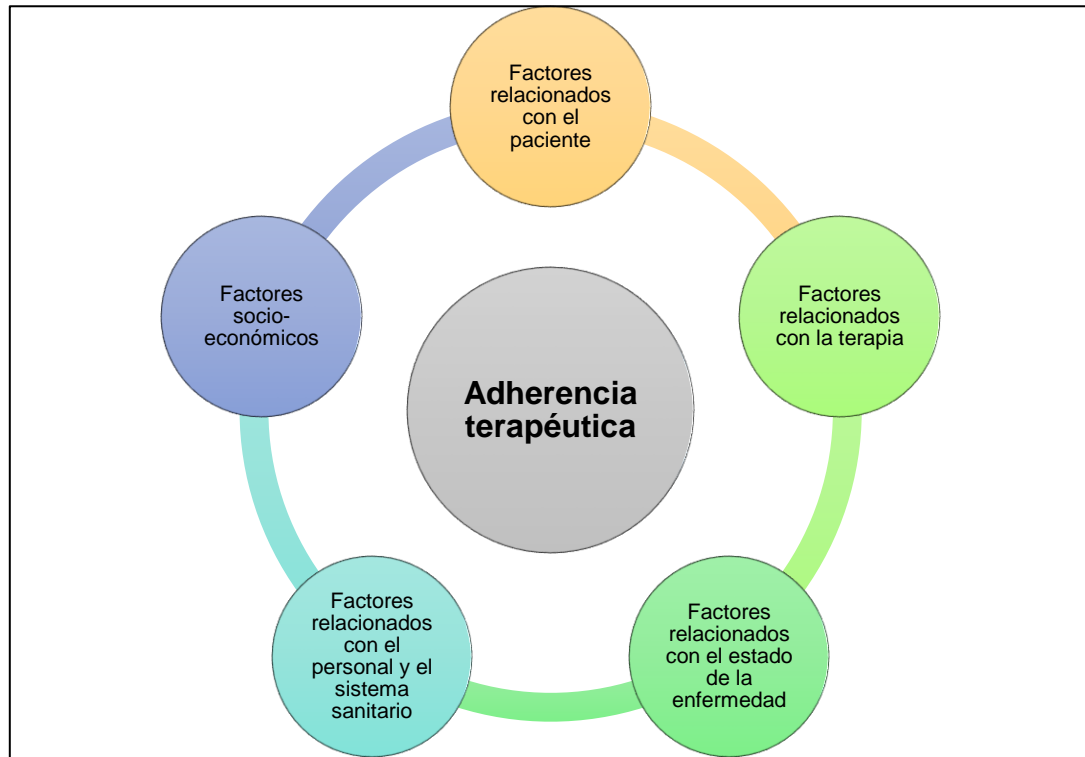 Factores
relacionados
con el
paciente
Factores
socio-
económicos
Factores
relacionados
con la terapia
Adherencia
terapéutica
Factores
relacionados
con el
personal y el
sistema
sanitario
Factores
relacionados
con el estado
de la
enfermedad